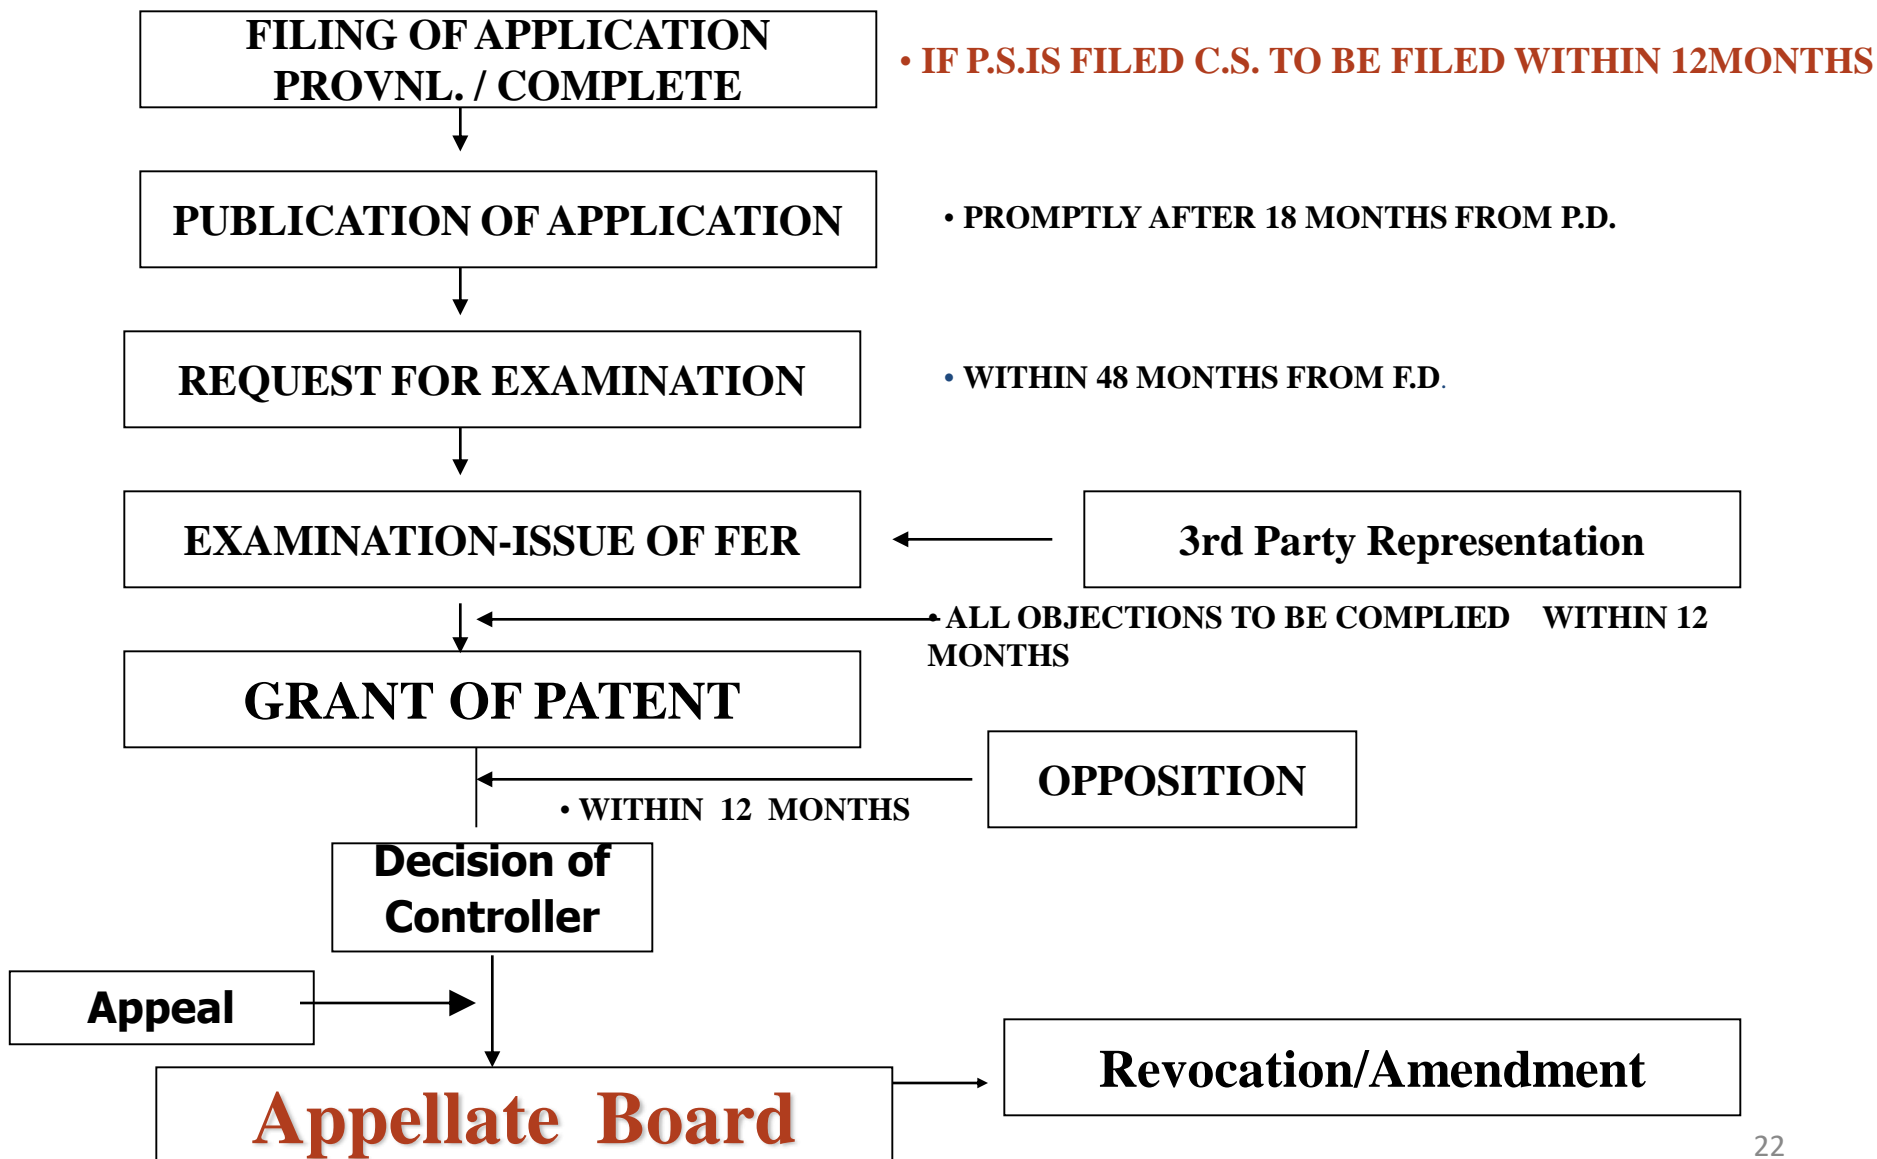 FILING OF APPLICATION
PROVNL. / COMPLETE
• IF P.S.IS FILED C.S. TO BE FILED WITHIN 12MONTHS
PUBLICATION OF APPLICATION
• PROMPTLY AFTER 18 MONTHS FROM P.D.
REQUEST FOR EXAMINATION
• WITHIN 48 MONTHS FROM F.D.
EXAMINATION-ISSUE OF FER
3rd Party Representation
• ALL OBJECTIONS TO BE COMPLIED WITHIN 12
MONTHS
GRANT OF PATENT
OPPOSITION
• WITHIN 12 MONTHS
Decision of
Controller
Appeal
Revocation/Amendment
Appellate Board
22